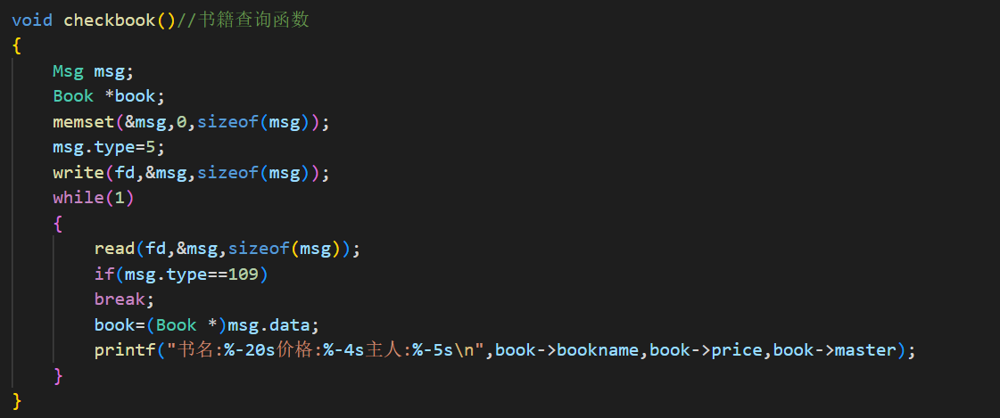 void checkbook()//书籍查询函数
{
    Msg msg;
    Book *book;
    memset(&msg,0,sizeof(msg));
    msg.type=5;
    write(fd,&msg,sizeof(msg));
    while(1)
    {
        read(fd,&msg,sizeof(msg));
        if(msg.type==109)
        break;
        book=(Book *)msg.data;
        printf("书名:%-20s价格:%-4s主人:%-5s\n",book->bookname,book->price,book->master);
    }
}